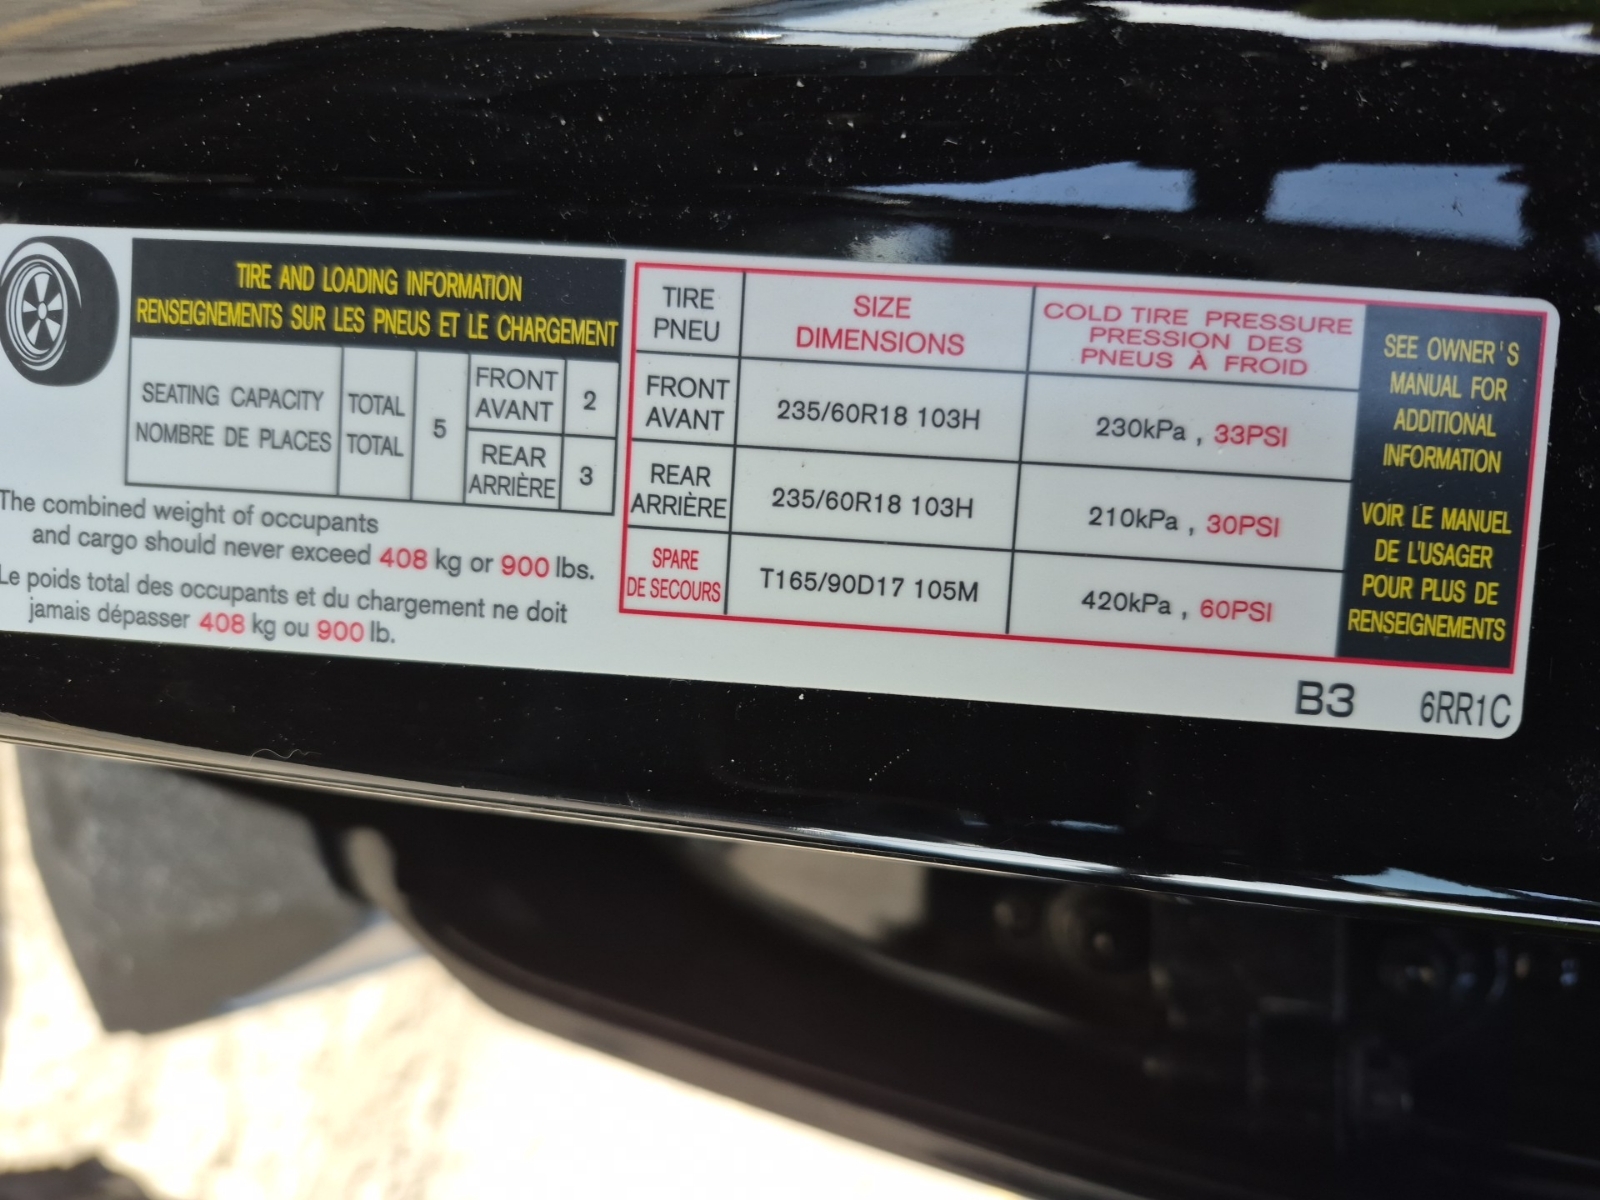 TIRE AND LOADING INFORMATION
RENSEIGNEMENTS SUR LES PNEUS ET LE CHARGEMENT
SEATING CAPACITY
NOMBRE DE PLACES
TOTAL
TOTAL
5
FRONT
AVANT
2
REAR
ARRIÈRE
3
The combined weight of occupants
and cargo should never exceed 408 kg or 900 lbs.
Le poids total des occupants et du chargement ne doit
jamais dépasser 408 kg ou 900 lb.
TIRE
PNEU
SIZE
DIMENSIONS
COLD TIRE PRESSURE
PRESSION DES
PNEUS À FROID
FRONT
AVANT
235/60R18 103H
230kPa , 33PSI
REAR
ARRIÈRE
235/60R18 103H
210kPa , 30PSI
SPARE
DE SECOURS
T165/90D17 105M
420kPa , 60PSI
SEE OWNER'S
MANUAL FOR
ADDITIONAL
INFORMATION
VOIR LE MANUEL
DE L'USAGER
POUR PLUS DE
RENSEIGNEMENTS
B3 6RR1C